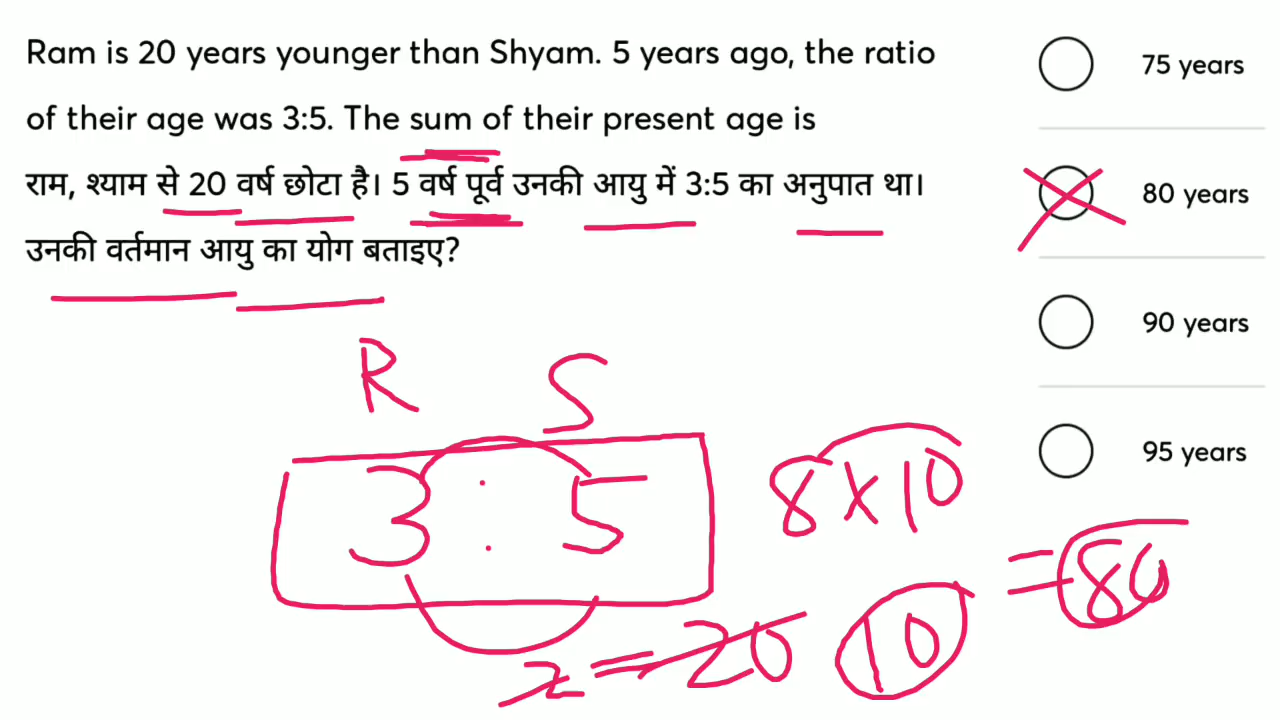 Ram is 20 years younger than Shyam. 5 years ago, the ratio
of their age was 3:5. The sum of their present age is
राम, श्याम से 20 वर्ष छोटा है। 5 वर्ष पूर्व उनकी आयु में 3:5 का अनुपात था।
उनकी वर्तमान आयु का योग बताइए?
75 years
80 years
90 years
95 years
R S
3 : 5
8 x 10
= 80
2 = 20 10